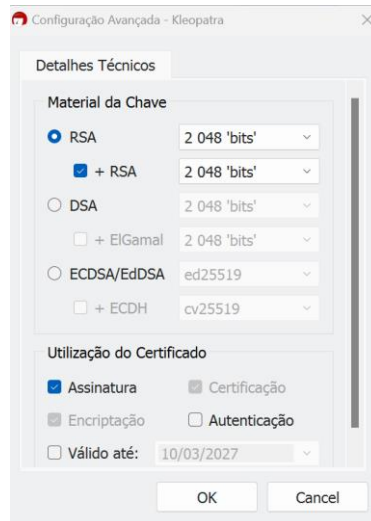 Configuração Avançada - Kleopatra
Detalhes Técnicos
Material da Chave
RSA 2 048 'bits'
+ RSA 2 048 'bits'
DSA 2 048 'bits'
+ ElGamal 2 048 'bits'
ECDSA/EdDSA ed25519
+ ECDH cv25519
Utilização do Certificado
Assinatura Certificação
Encriptação Autenticação
Válido até: 10/03/2027
OK Cancel